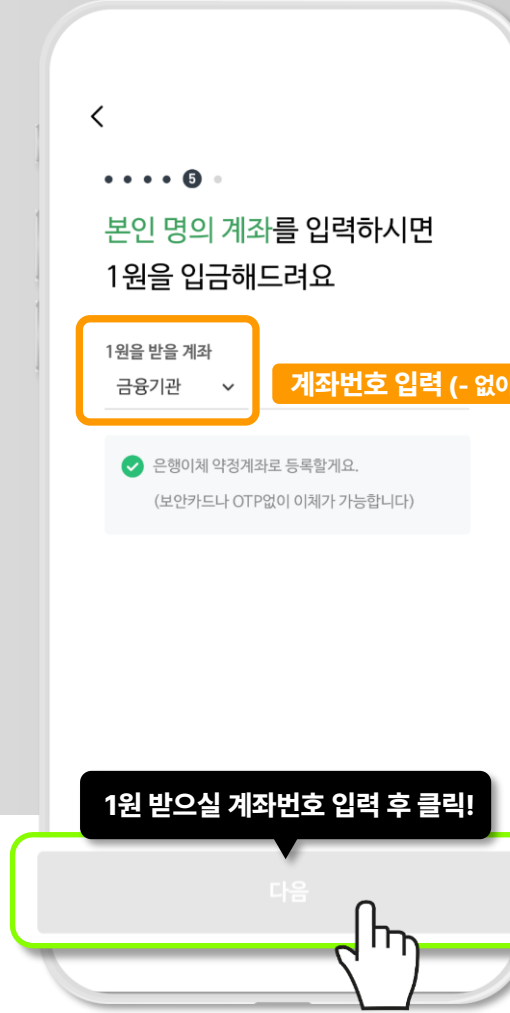 5
본인 명의 계좌를 입력하시면
1원을 입금해드려요
1원을 받을 계좌
금융기관
계좌번호 입력 (- 없이
은행이체 약정계좌로 등록할게요.
(보안카드나 OTP없이 이체가 가능합니다)
1원 받으실 계좌번호 입력 후 클릭!
다음